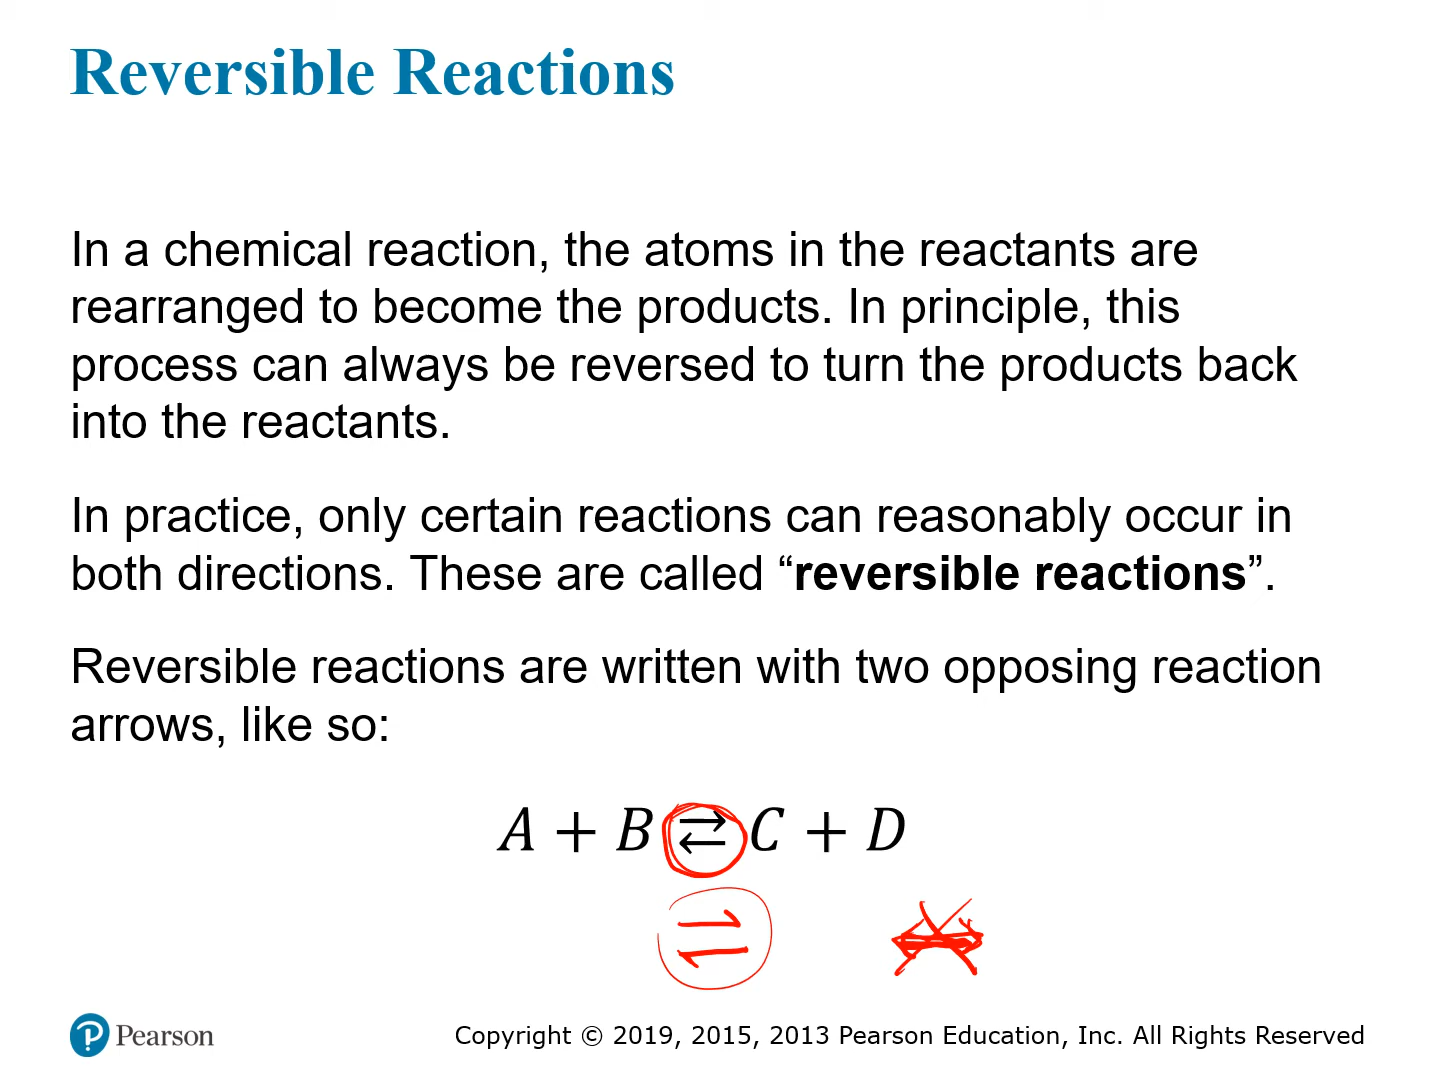 Reversible Reactions
In a chemical reaction, the atoms in the reactants are
rearranged to become the products. In principle, this
process can always be reversed to turn the products back
into the reactants.
In practice, only certain reactions can reasonably occur in
both directions. These are called “reversible reactions”.
Reversible reactions are written with two opposing reaction
arrows, like so:
A + B ⇄ C + D
⇌
Pearson
Copyright © 2019, 2015, 2013 Pearson Education, Inc. All Rights Reserved